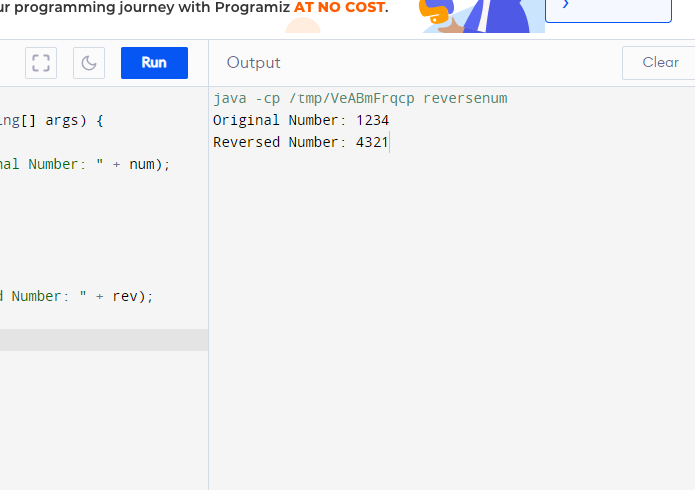 ur programming journey with Programiz AT NO COST.
Run
Output
Clear
java -cp /tmp/VeABmFrqcp reversenum
ing[] args) {
Original Number: 1234
Reversed Number: 4321
nal Number: " + num);
d Number: " + rev);